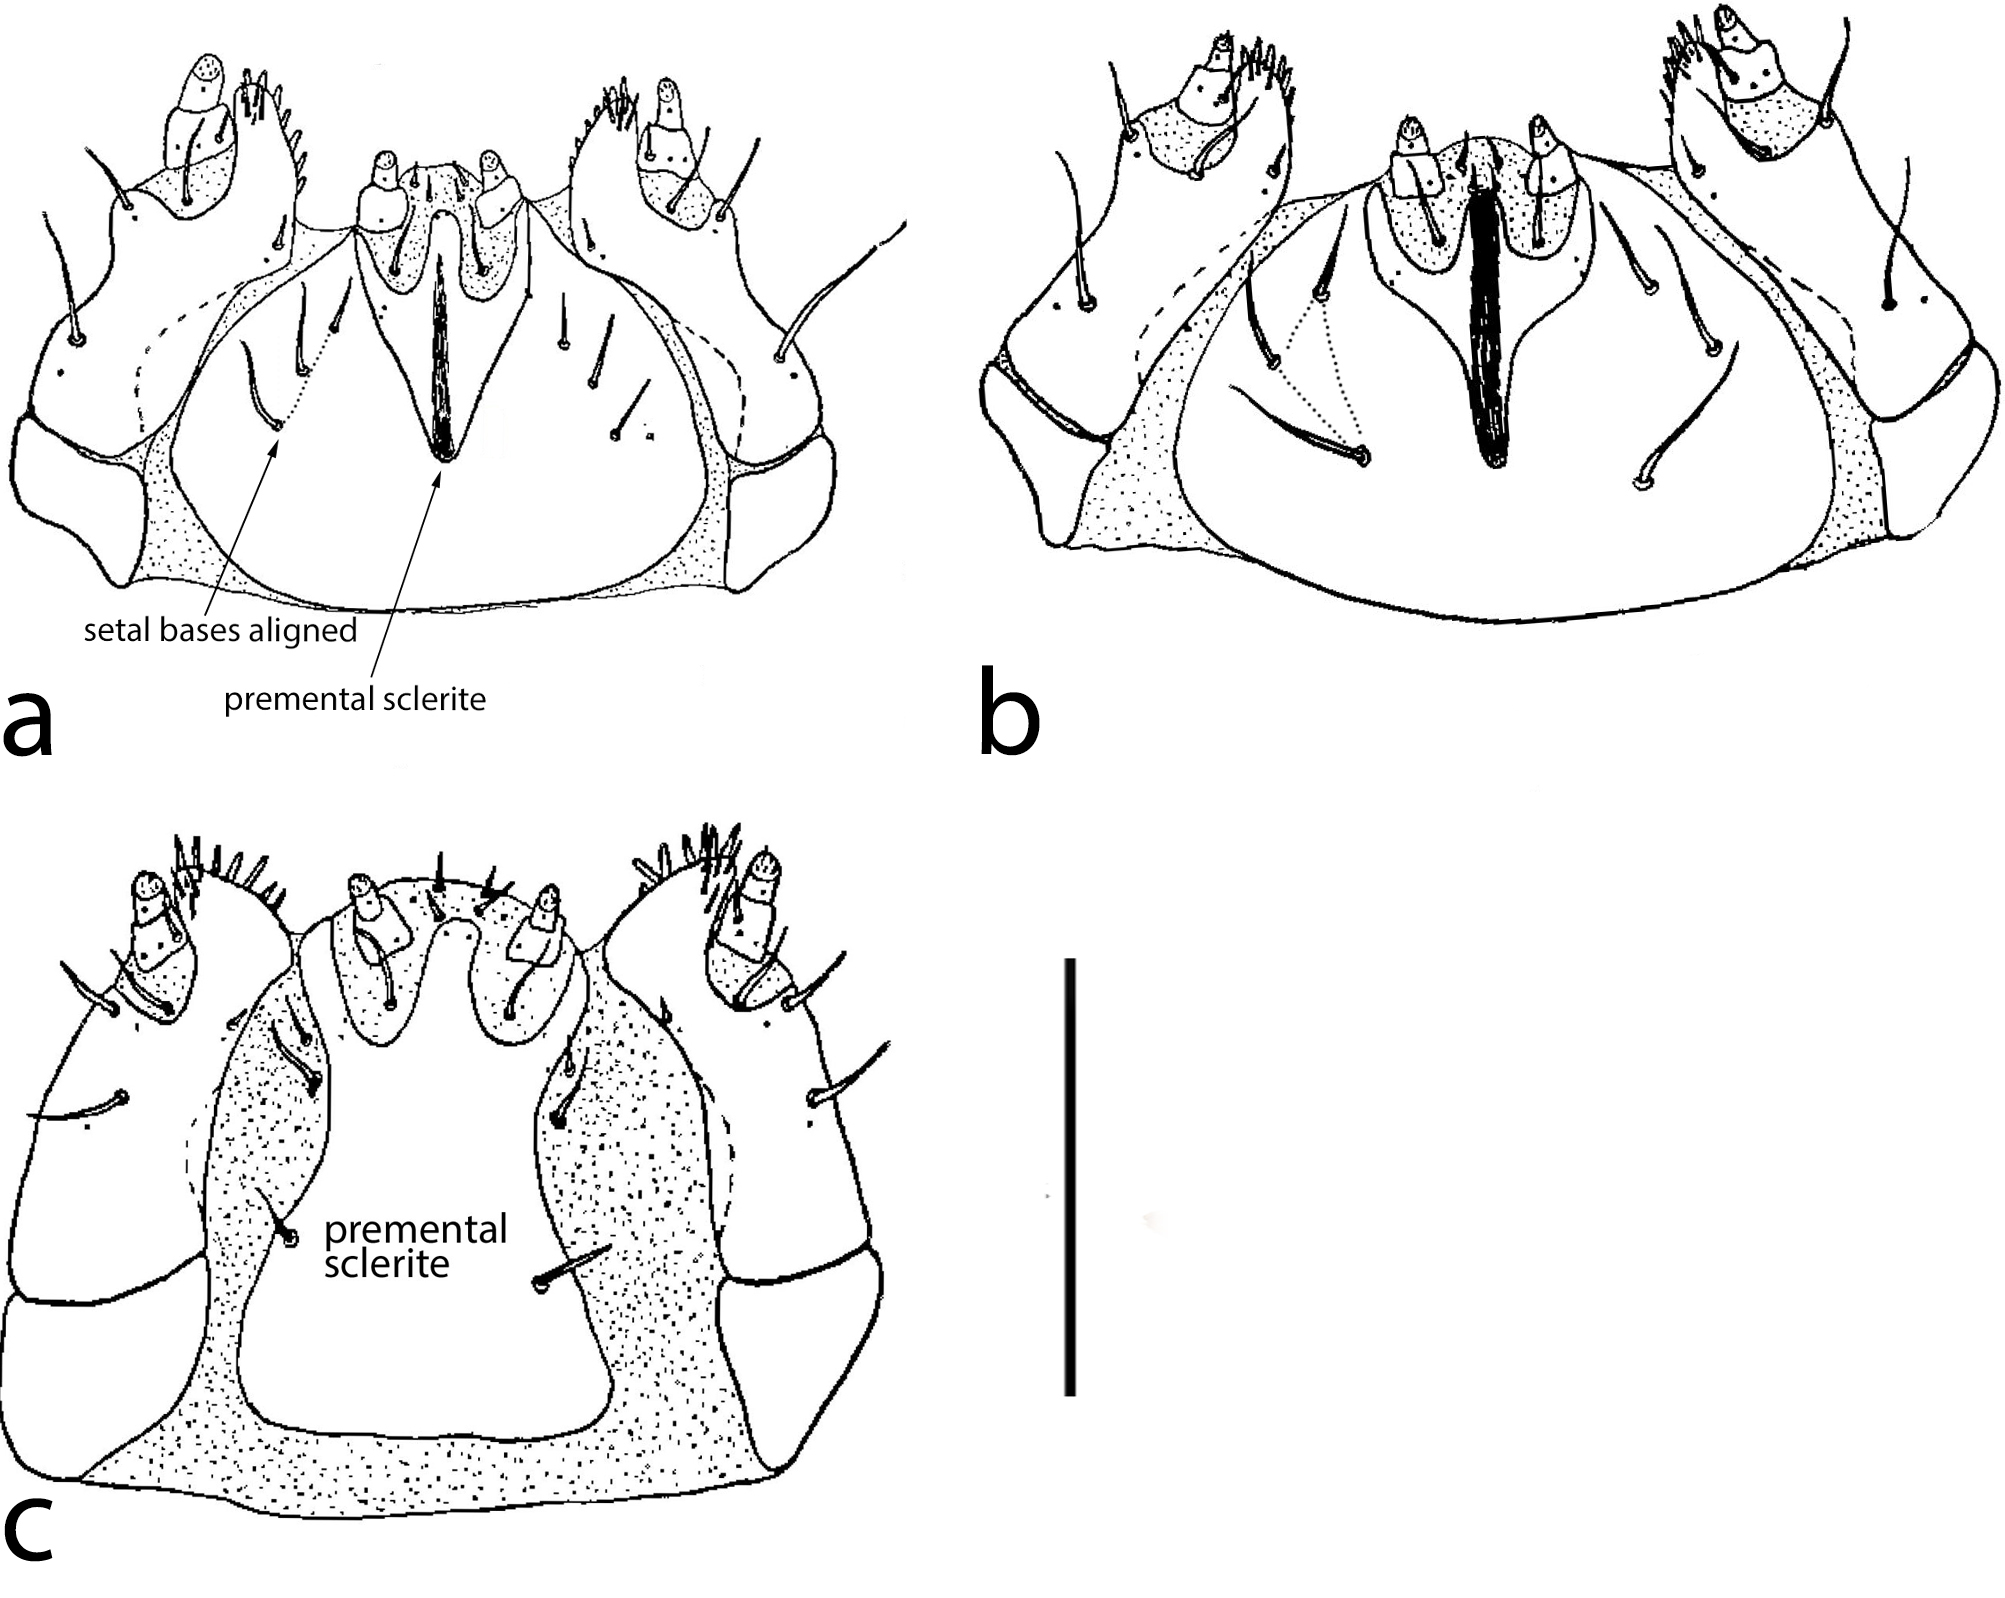 setal bases aligned
premental sclerite
a
b
premental
sclerite
c